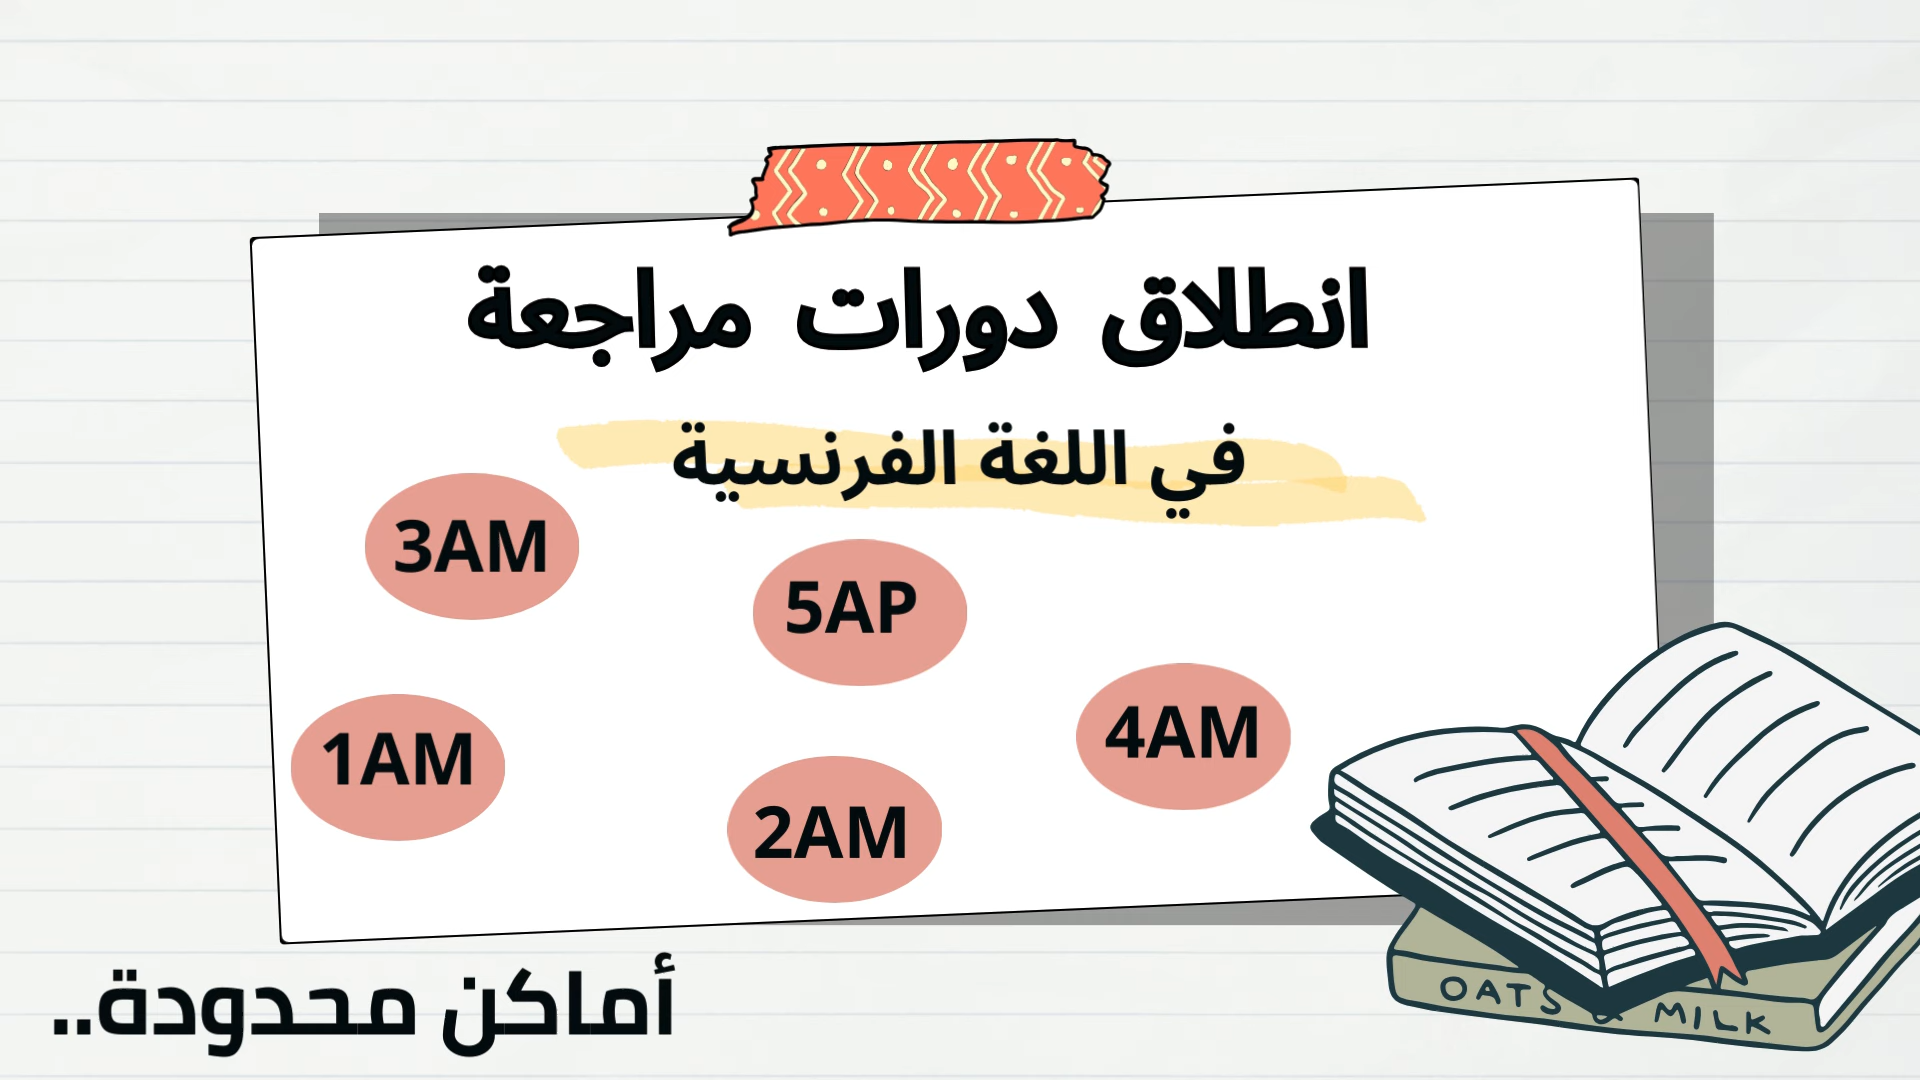 انطلاق دورات مراجعة
في اللغة الفرنسية
3AM
5AP
4AM
1AM
2AM
أماكن محدودة..
OATS & MILK